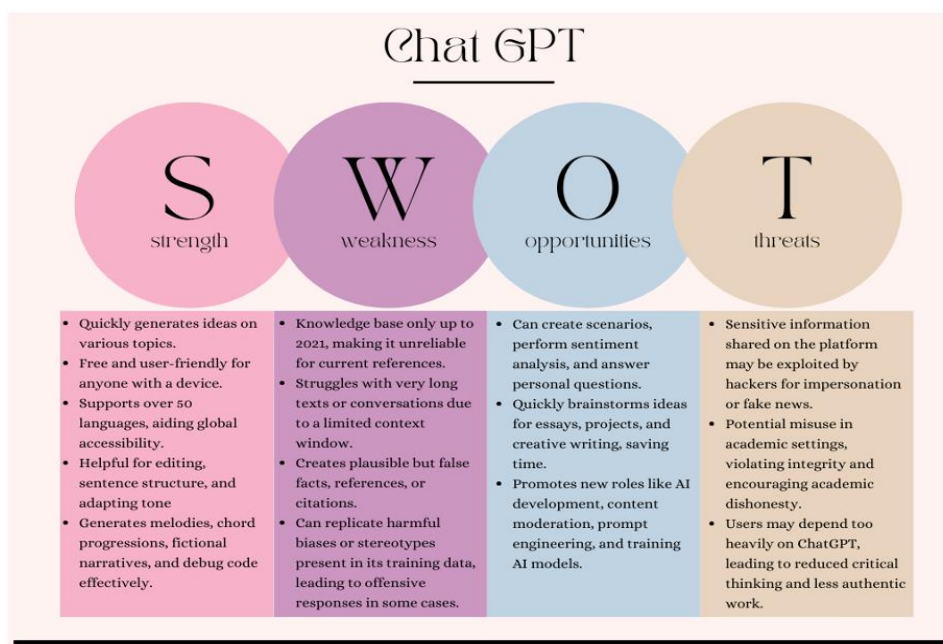 Chat GPT
S
strength
W
weakness
O
opportunities
T
threats
• Quickly generates ideas on
various topics.
• Free and user-friendly for
anyone with a device.
• Supports over 50
languages, aiding global
accessibility.
• Helpful for editing,
sentence structure, and
adapting tone
• Generates melodies, chord
progressions, fictional
narratives, and debug code
effectively.
• Knowledge base only up to
2021, making it unreliable
for current references.
• Struggles with very long
texts or conversations due
to a limited context
window.
• Creates plausible but false
facts, references, or
citations.
• Can replicate harmful
biases or stereotypes
present in its training data,
leading to offensive
responses in some cases.
• Can create scenarios,
perform sentiment
analysis, and answer
personal questions.
• Quickly brainstorms ideas
for essays, projects, and
creative writing, saving
time.
• Promotes new roles like AI
development, content
moderation, prompt
engineering, and training
AI models.
• Sensitive information
shared on the platform
may be exploited by
hackers for impersonation
or fake news.
• Potential misuse in
academic settings,
violating integrity and
encouraging academic
dishonesty.
• Users may depend too
heavily on ChatGPT,
leading to reduced critical
thinking and less authentic
work.